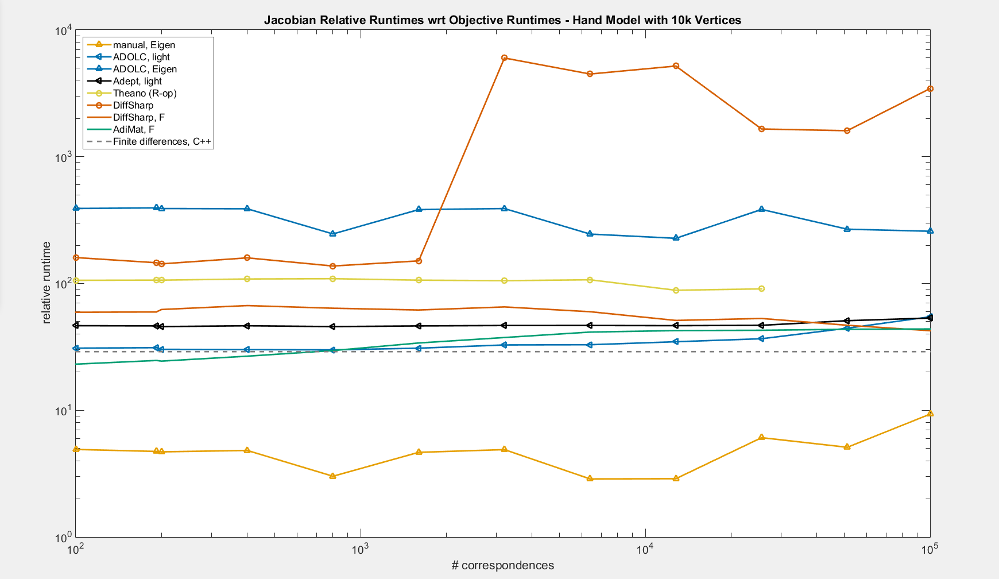 Jacobian Relative Runtimes wrt Objective Runtimes - Hand Model with 10k Vertices
10^4
manual, Eigen
ADOLC, light
ADOLC, Eigen
Adept, light
Theano (R-op)
DiffSharp
DiffSharp, F
AdiMat, F
Finite differences, C++
10^3
relative runtime
10^2
10^1
10^0
10^2
10^3
10^4
10^5
# correspondences